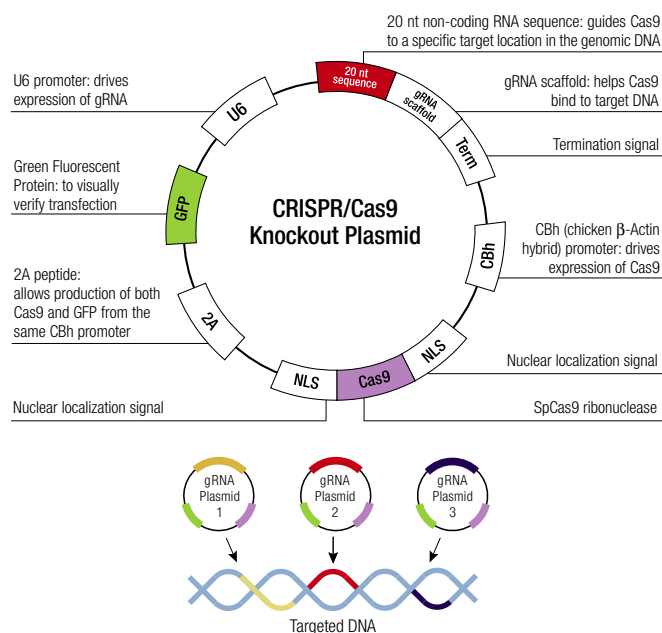 20 nt non-coding RNA sequence: guides Cas9
to a specific target location in the genomic DNA
U6 promoter: drives
expression of gRNA
gRNA scaffold: helps Cas9
bind to target DNA
Termination signal
Green Fluorescent
Protein: to visually
verify transfection
CBh (chicken β-Actin
hybrid) promoter: drives
expression of Cas9
2A peptide:
allows production of both
Cas9 and GFP from the
same CBh promoter
Nuclear localization signal
Nuclear localization signal
SpCas9 ribonuclease
CRISPR/Cas9
Knockout Plasmid
20 nt
sequence
gRNA
scaffold
Term
CBh
NLS
Cas9
NLS
2A
GFP
U6
gRNA
Plasmid
1
gRNA
Plasmid
2
gRNA
Plasmid
3
Targeted DNA